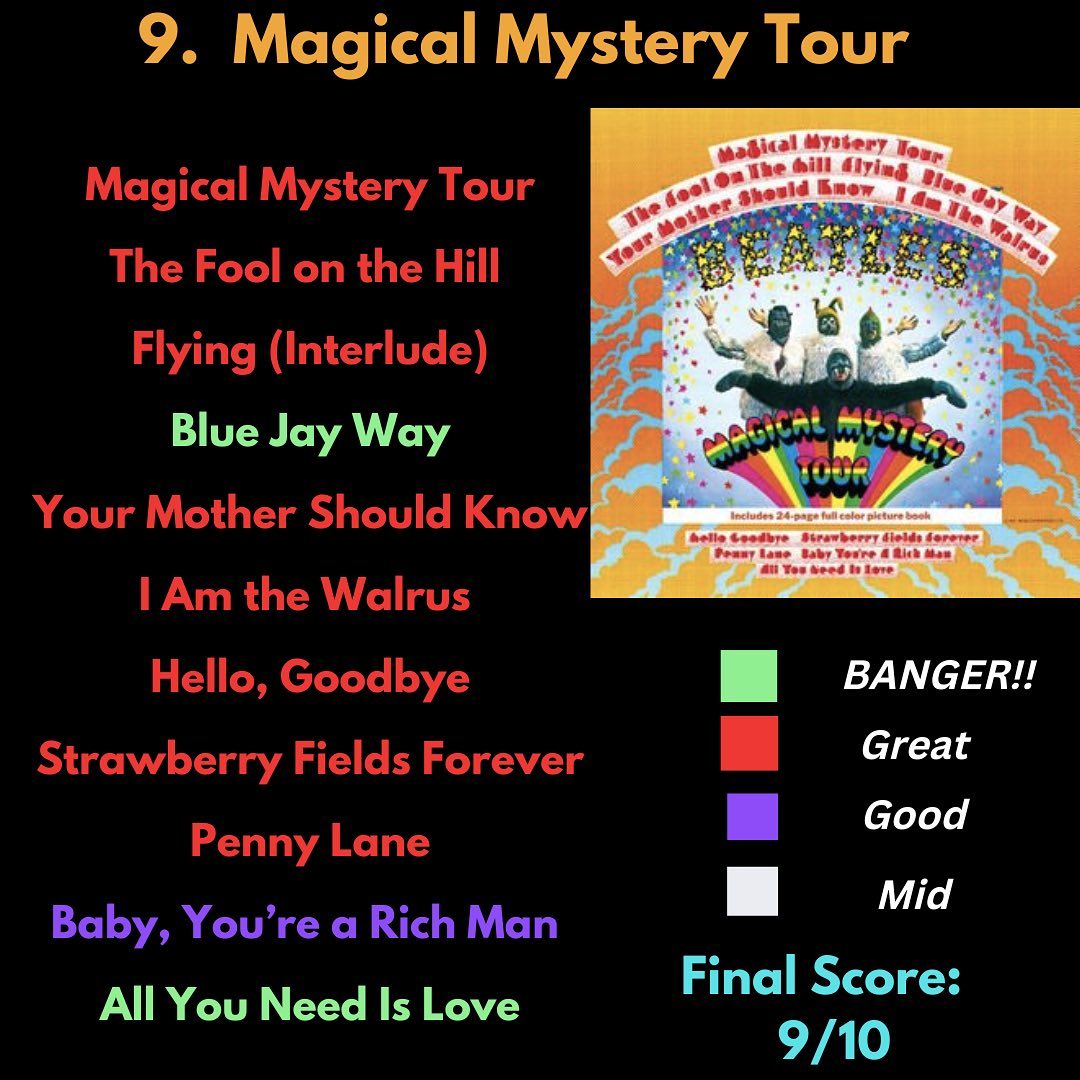 9. Magical Mystery Tour
Magical Mystery Tour
The Fool on the Hill
Flying (Interlude)
Blue Jay Way
Your Mother Should Know
I Am the Walrus
Hello, Goodbye
Strawberry Fields Forever
Penny Lane
Baby, You’re a Rich Man
All You Need Is Love
Magical Mystery Tour
The Fool On The Hill Flying Blue Jay Way
Your Mother Should Know I Am The Walrus
BEATLES
MAGICAL MYSTERY
TOUR
Includes 24-page full color picture book
Hello Goodbye Strawberry Fields Forever
Penny Lane Baby You're A Rich Man
All You Need Is Love
BANGER!!
Great
Good
Mid
Final Score:
9/10